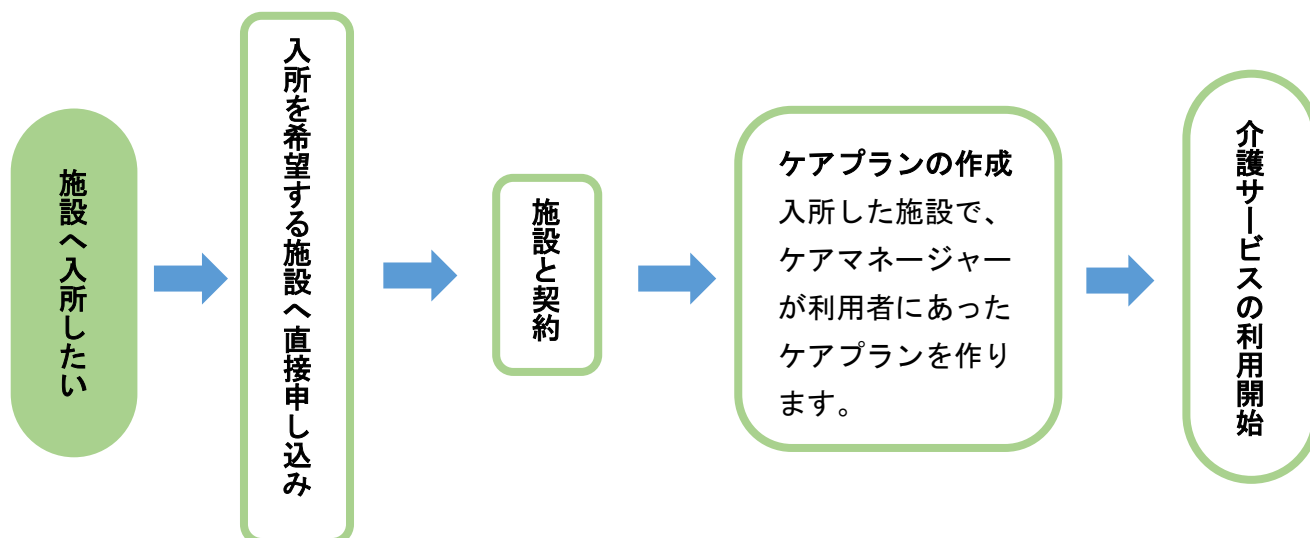 施設へ入所したい
入所を希望する施設へ直接申し込み
施設と契約
ケアプランの作成
入所した施設で、
ケアマネージャー
が利用者にあった
ケアプランを作り
ます。
介護サービスの利用開始